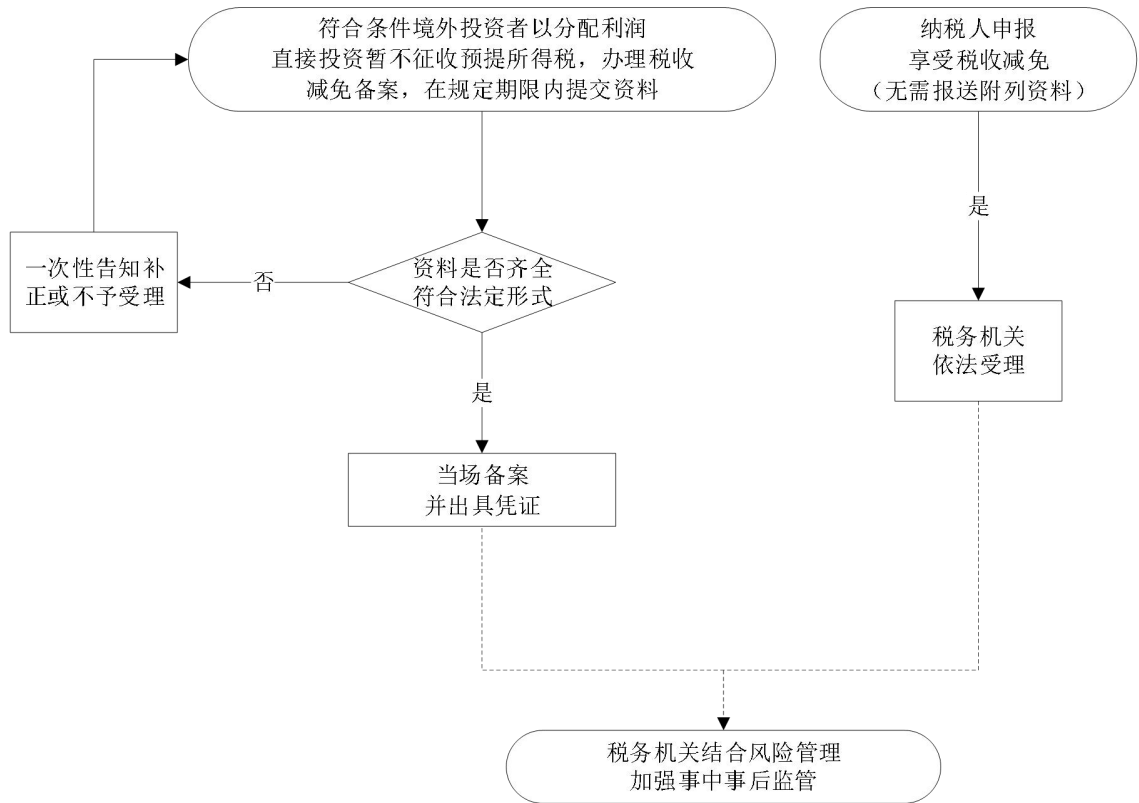 符合条件境外投资者以分配利润
直接投资暂不征收预提所得税，办理税收
减免备案，在规定期限内提交资料
纳税人申报
享受税收减免
（无需报送附列资料）
是
一次性告知补
正或不予受理
否
资料是否齐全
符合法定形式
税务机关
依法受理
是
当场备案
并出具凭证
税务机关结合风险管理
加强事中事后监管